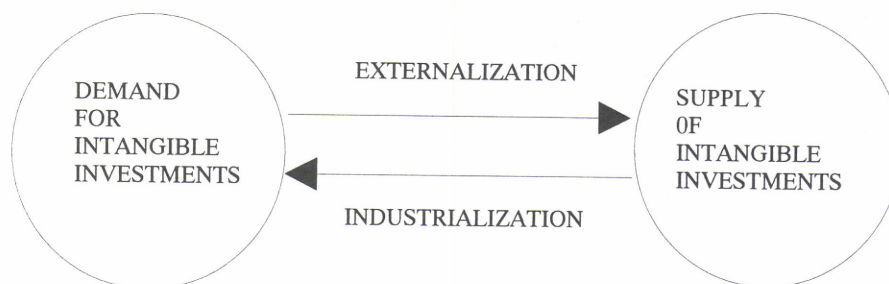 DEMAND
FOR
INTANGIBLE
INVESTMENTS
EXTERNALIZATION
INDUSTRIALIZATION
SUPPLY
0F
INTANGIBLE
INVESTMENTS